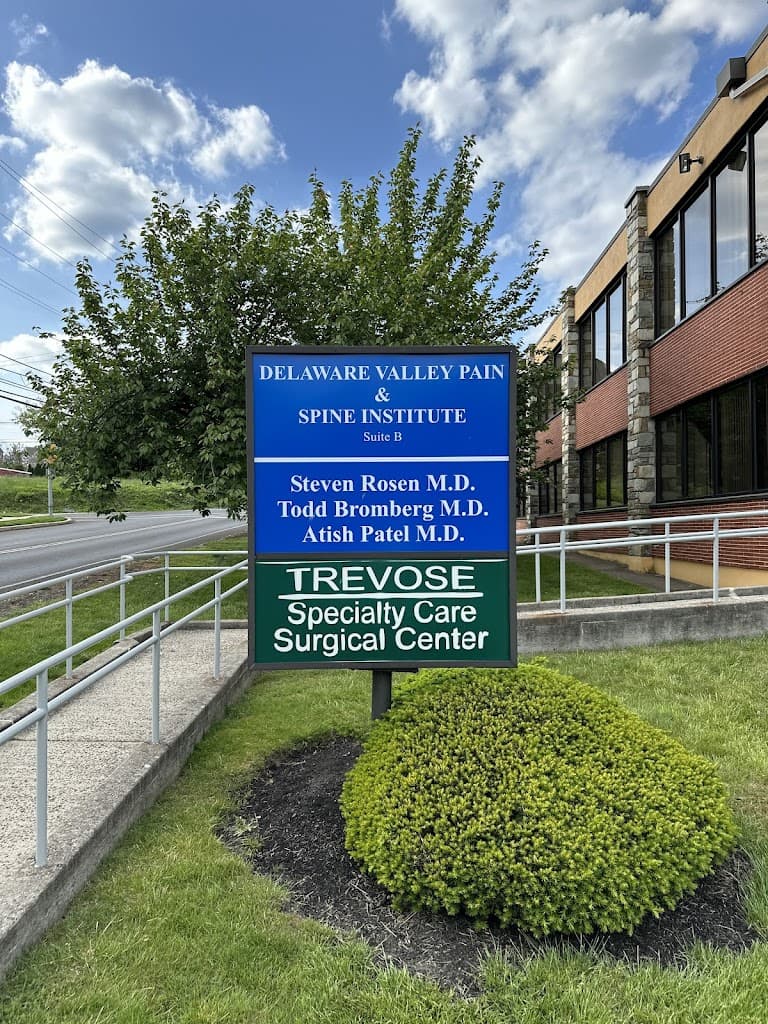 DELAWARE VALLEY PAIN
&
SPINE INSTITUTE
Suite B
Steven Rosen M.D.
Todd Bromberg M.D.
Atish Patel M.D.
TREVOSE
Specialty Care
Surgical Center